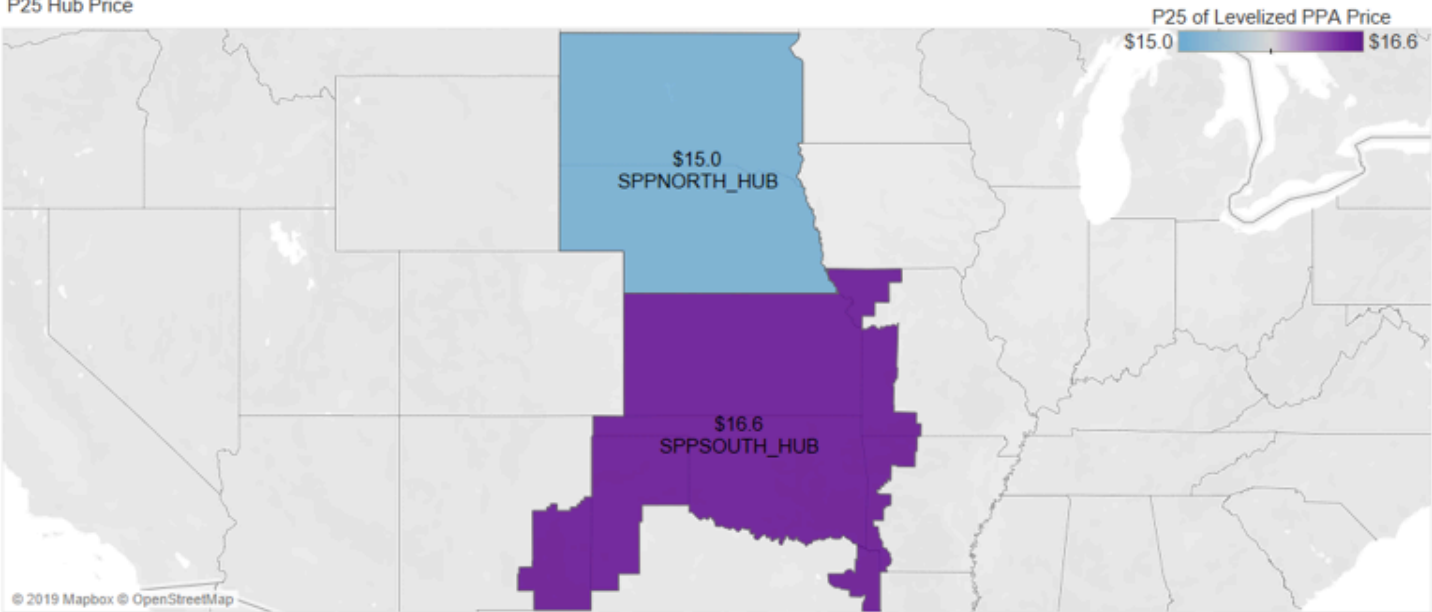 P25 Hub Price
P25 of Levelized PPA Price
$15.0 $16.6
$15.0
SPPNORTH_HUB
$16.6
SPPSOUTH_HUB
© 2019 Mapbox © OpenStreetMap